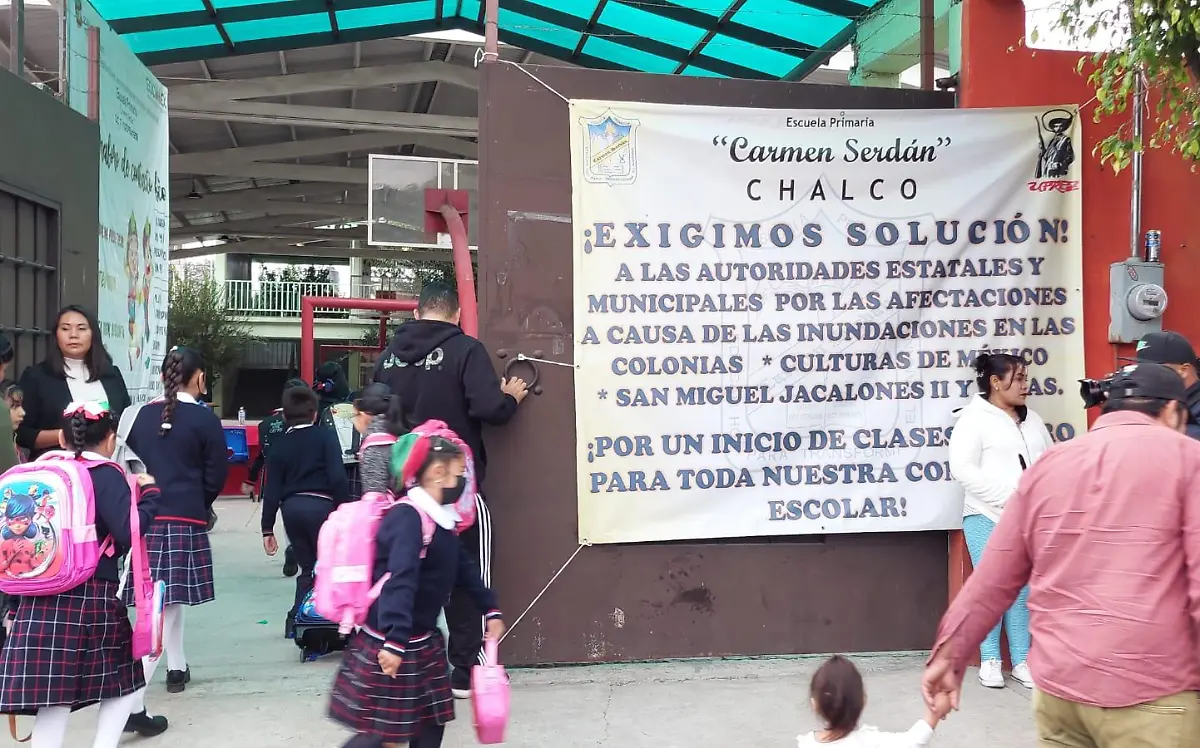 Escuela Primaria
"Carmen Serdán"
CHALCO
¡EXIGIMOS SOLUCIÓN!
A LAS AUTORIDADES ESTATALES Y
MUNICIPALES POR LAS AFECTACIONES
A CAUSA DE LAS INUNDACIONES EN LAS
COLONIAS * CULTURAS DE MÉXICO
* SAN MIGUEL JACALONES II Y
¡POR UN INICIO DE CLASES
PARA TODA NUESTRA
ESCOLAR!